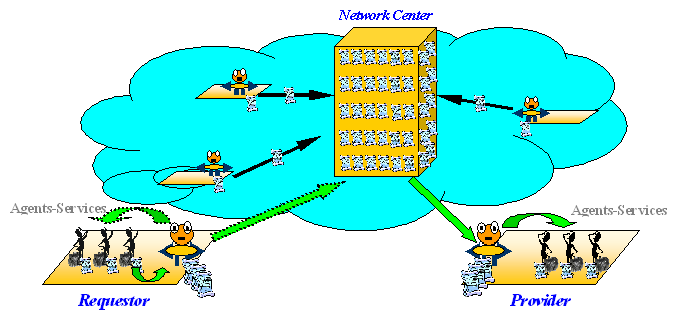 Network Center
Agents-Services
Agents-Services
Requestor
Provider